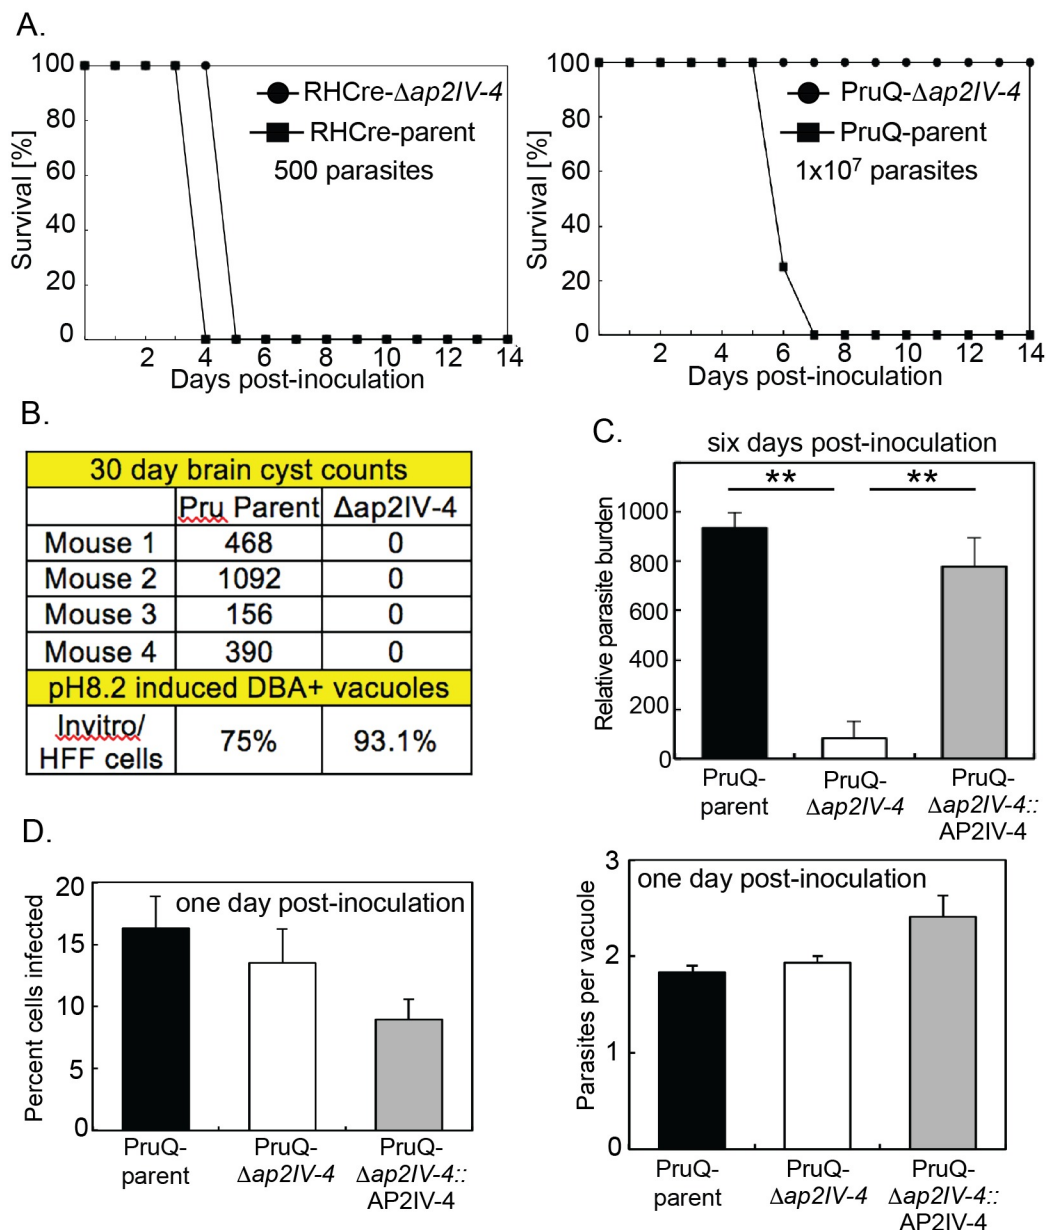 A.
100
80
60
40
20
0
Survival [%]
RHCre-Δap2IV-4
RHCre-parent
500 parasites
2 4 6 8 10 12 14
Days post-inoculation
100
80
60
40
20
0
Survival [%]
PruQ-Δap2IV-4
PruQ-parent
1x10⁷ parasites
2 4 6 8 10 12 14
Days post-inoculation
B.
30 day brain cyst counts
Pru Parent Δap2IV-4
Mouse 1 468 0
Mouse 2 1092 0
Mouse 3 156 0
Mouse 4 390 0
pH8.2 induced DBA+ vacuoles
Invitro/
HFF cells 75% 93.1%
C.
six days post-inoculation
** **
1000
800
600
400
200
0
Relative parasite burden
PruQ-
parent
PruQ-
Δap2IV-4
PruQ-
Δap2IV-4::
AP2IV-4
D.
20
15
10
5
0
Percent cells infected
one day post-inoculation
PruQ-
parent
PruQ-
Δap2IV-4
PruQ-
Δap2IV-4::
AP2IV-4
3
2
1
0
Parasites per vacuole
one day post-inoculation
PruQ-
parent
PruQ-
Δap2IV-4
PruQ-
Δap2IV-4::
AP2IV-4